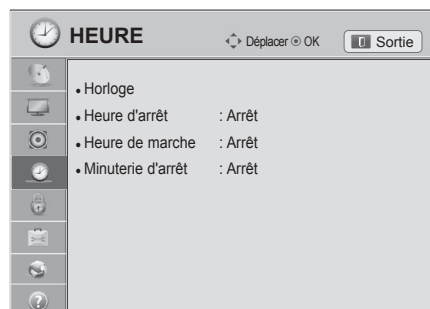 HEURE
Déplacer OK
Sortie
• Horloge
• Heure d'arrêt : Arrêt
• Heure de marche : Arrêt
• Minuterie d'arrêt : Arrêt